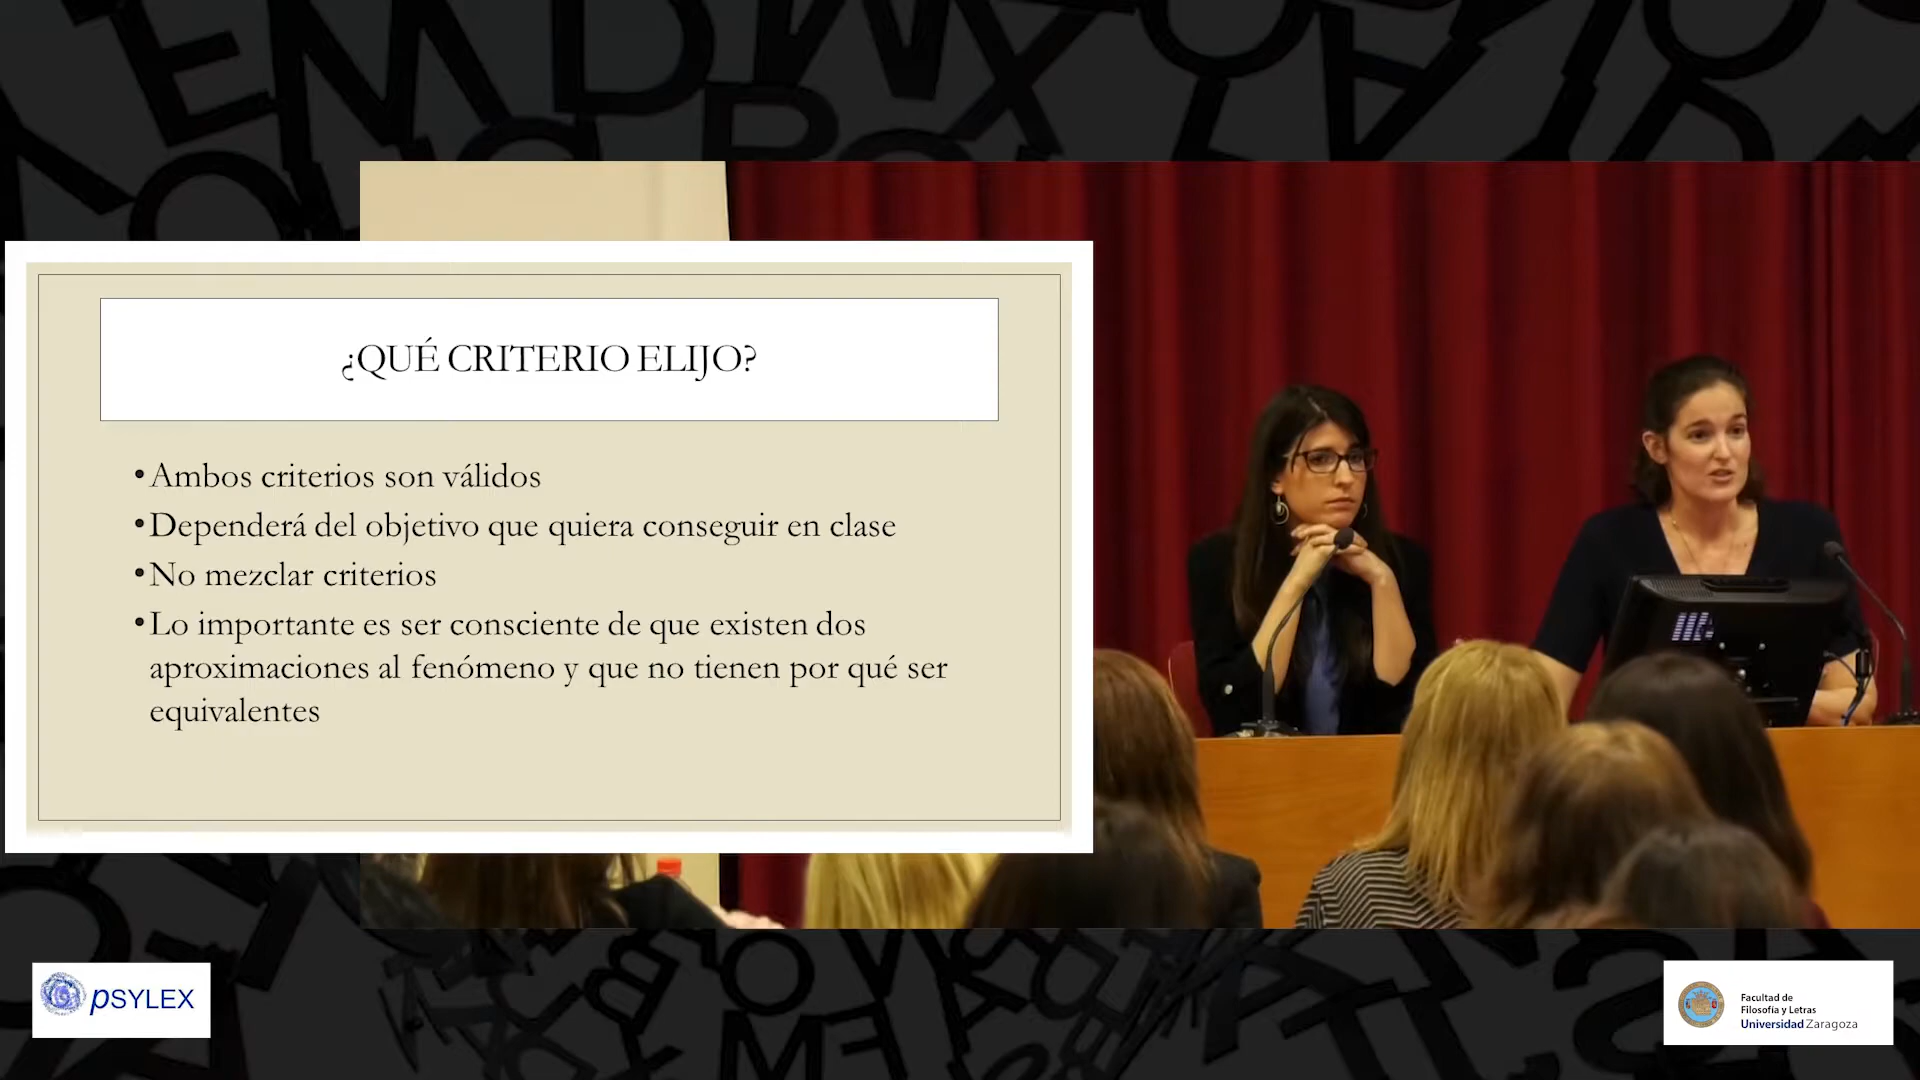 ¿QUÉ CRITERIO ELIJO?
•Ambos criterios son válidos
•Dependerá del objetivo que quiera conseguir en clase
•No mezclar criterios
•Lo importante es ser consciente de que existen dos
aproximaciones al fenómeno y que no tienen por qué ser
equivalentes
pSYLEX
Facultad de
Filosofía y Letras
Universidad Zaragoza